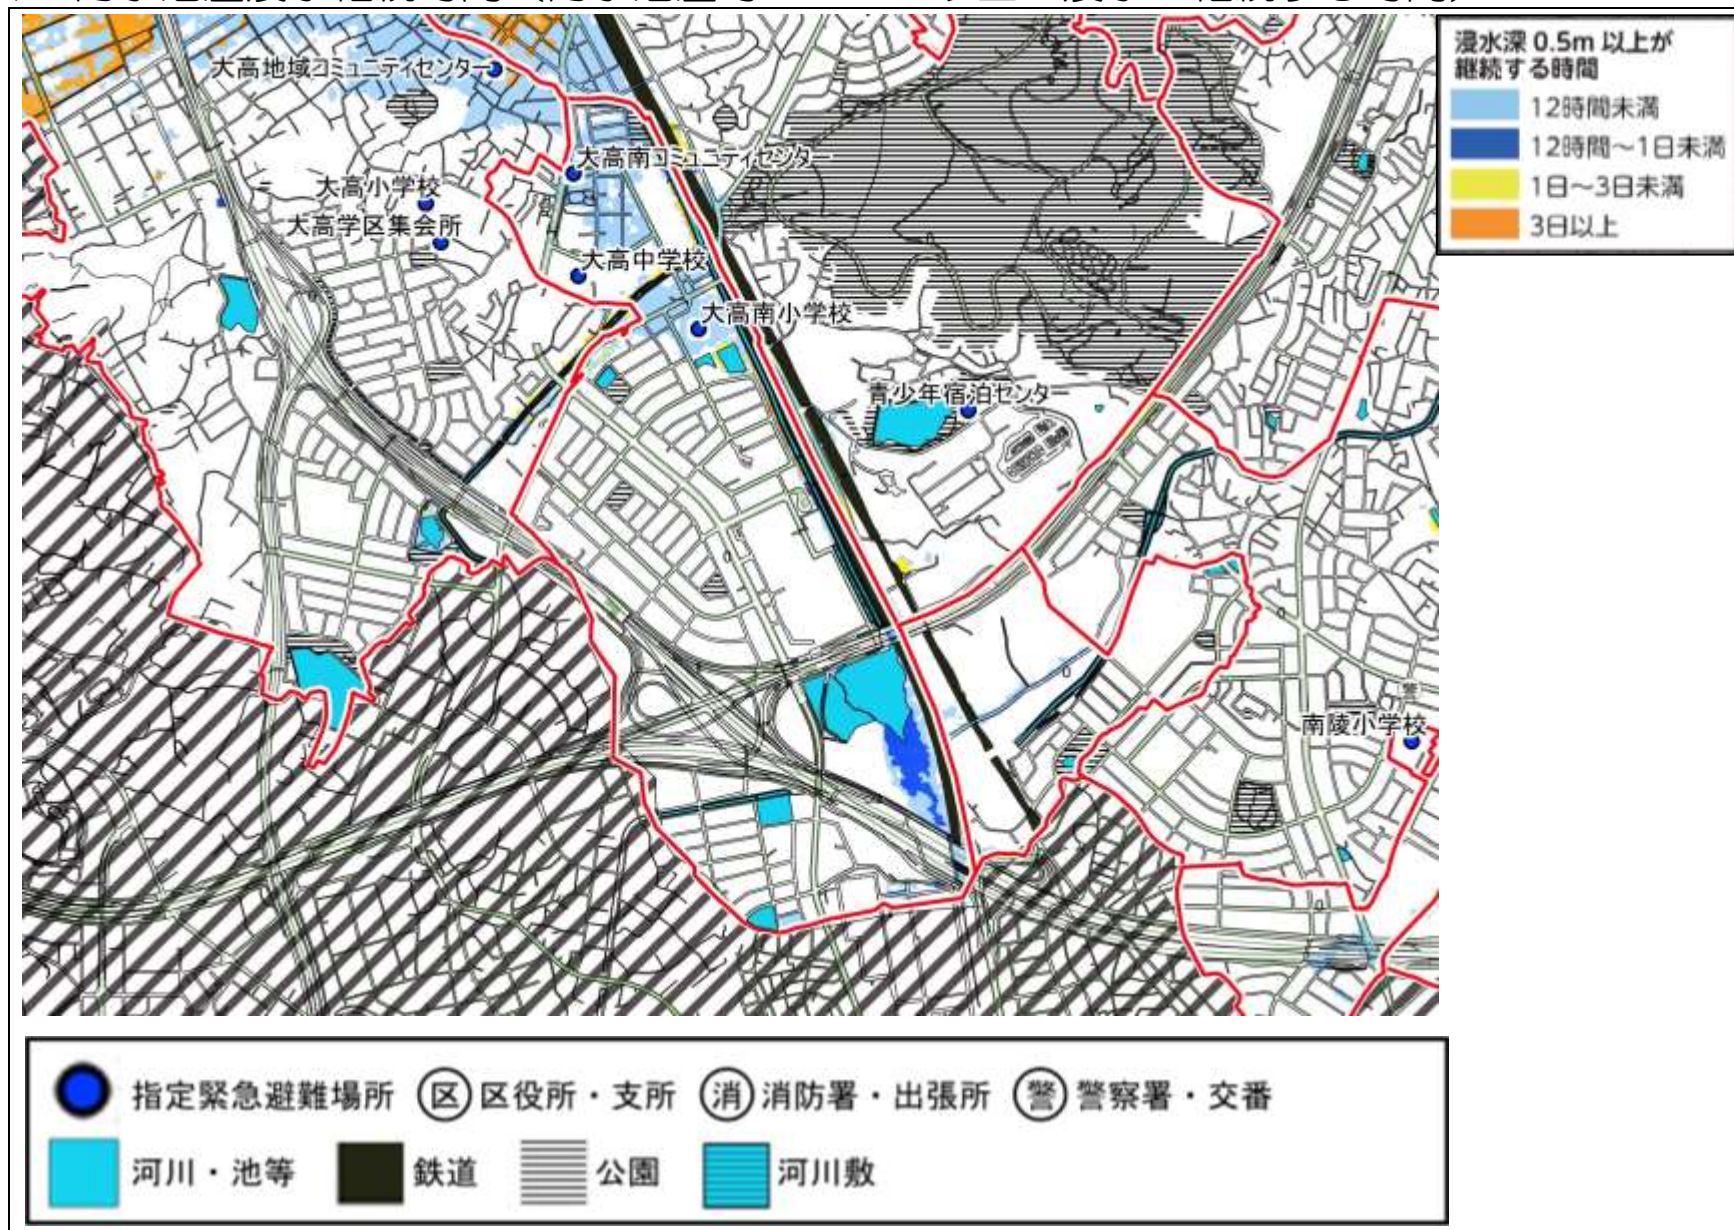 浸水深 0.5m 以上が
継続する時間
12時間未満
12時間～1日未満
1日～3日未満
3日以上
大高地域コミュニティセンター
大高南コミュニティセンター
大高小学校
大高学区集会所
大高中学校
大高南小学校
青少年宿泊センター
警
南陵小学校
指定緊急避難場所 区 区役所・支所 消 消防署・出張所 警 警察署・交番
河川・池等 鉄道 公園 河川敷